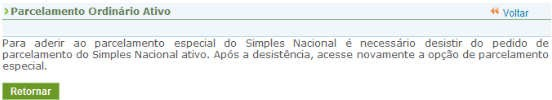 Parcelamento Ordinário Ativo
Voltar
Para aderir ao parcelamento especial do Simples Nacional é necessário desistir do pedido de
parcelamento do Simples Nacional ativo. Após a desistência, acesse novamente a opção de parcelamento
especial.
Retornar